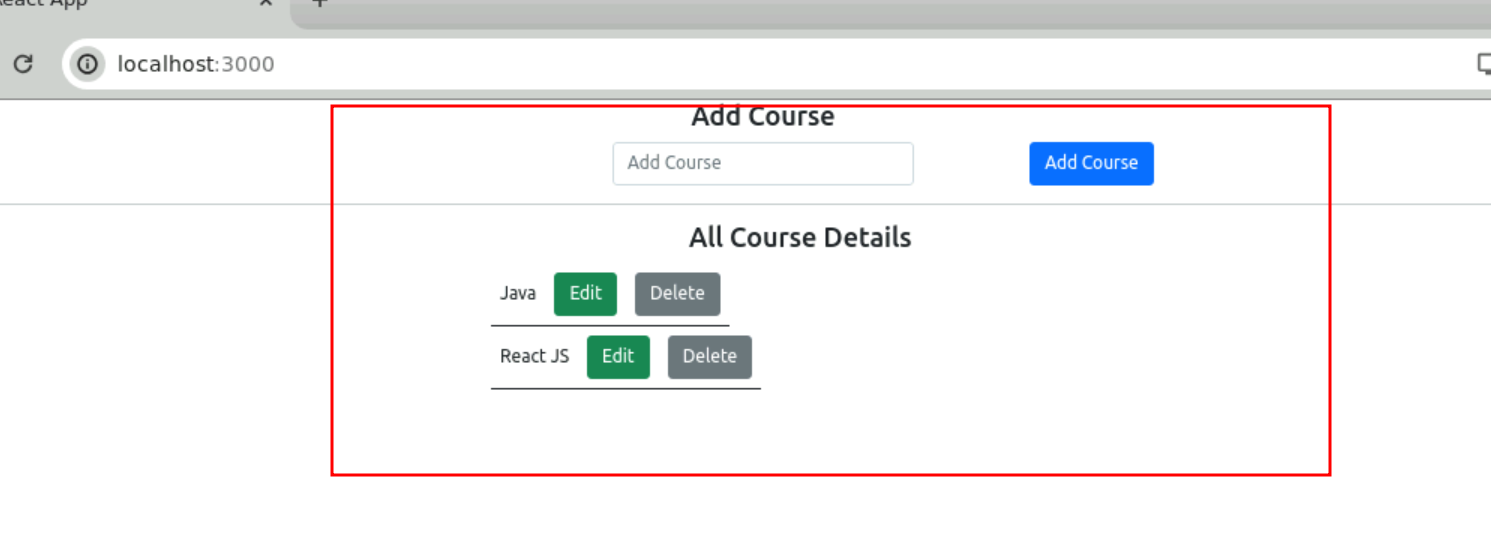 React App
localhost:3000
Add Course
Add Course Add Course
All Course Details
Java Edit Delete
React JS Edit Delete